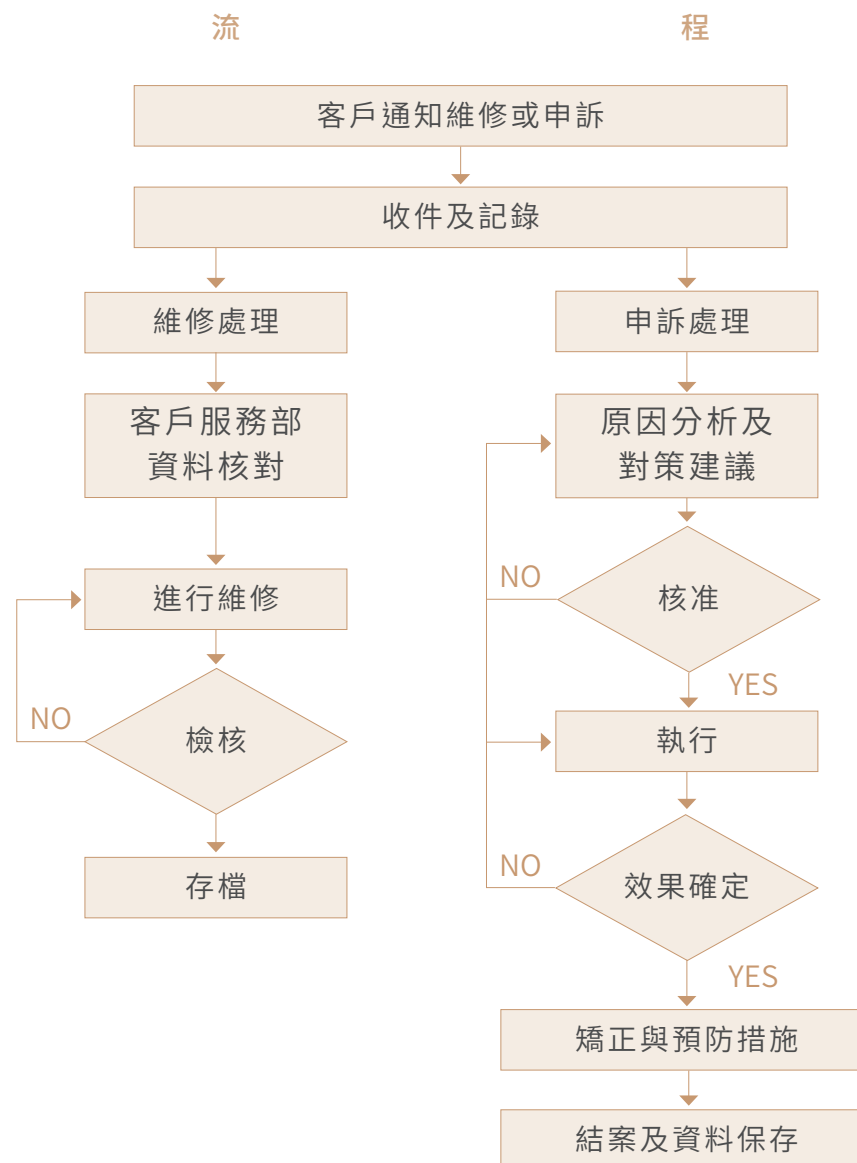 流 程
客戶通知維修或申訴
收件及記錄
維修處理
客戶服務部
資料核對
進行維修
NO
檢核
存檔
申訴處理
原因分析及
對策建議
NO
核准
YES
執行
NO
效果確定
YES
矯正與預防措施
結案及資料保存